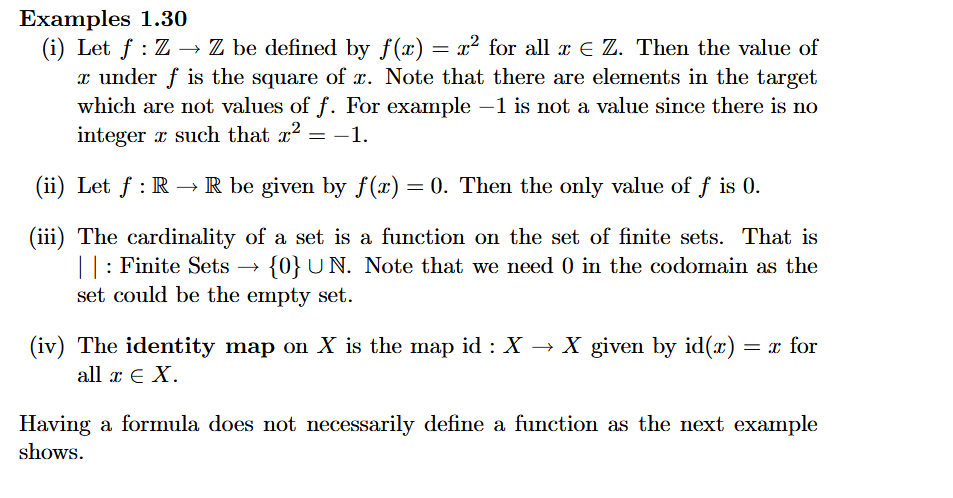 Examples 1.30
(i) Let f : ℤ → ℤ be defined by f(x) = x² for all x ∈ ℤ. Then the value of
x under f is the square of x. Note that there are elements in the target
which are not values of f. For example −1 is not a value since there is no
integer x such that x² = −1.
(ii) Let f : ℝ → ℝ be given by f(x) = 0. Then the only value of f is 0.
(iii) The cardinality of a set is a function on the set of finite sets. That is
| | : Finite Sets → {0} ∪ ℕ. Note that we need 0 in the codomain as the
set could be the empty set.
(iv) The identity map on X is the map id : X → X given by id(x) = x for
all x ∈ X.
Having a formula does not necessarily define a function as the next example
shows.